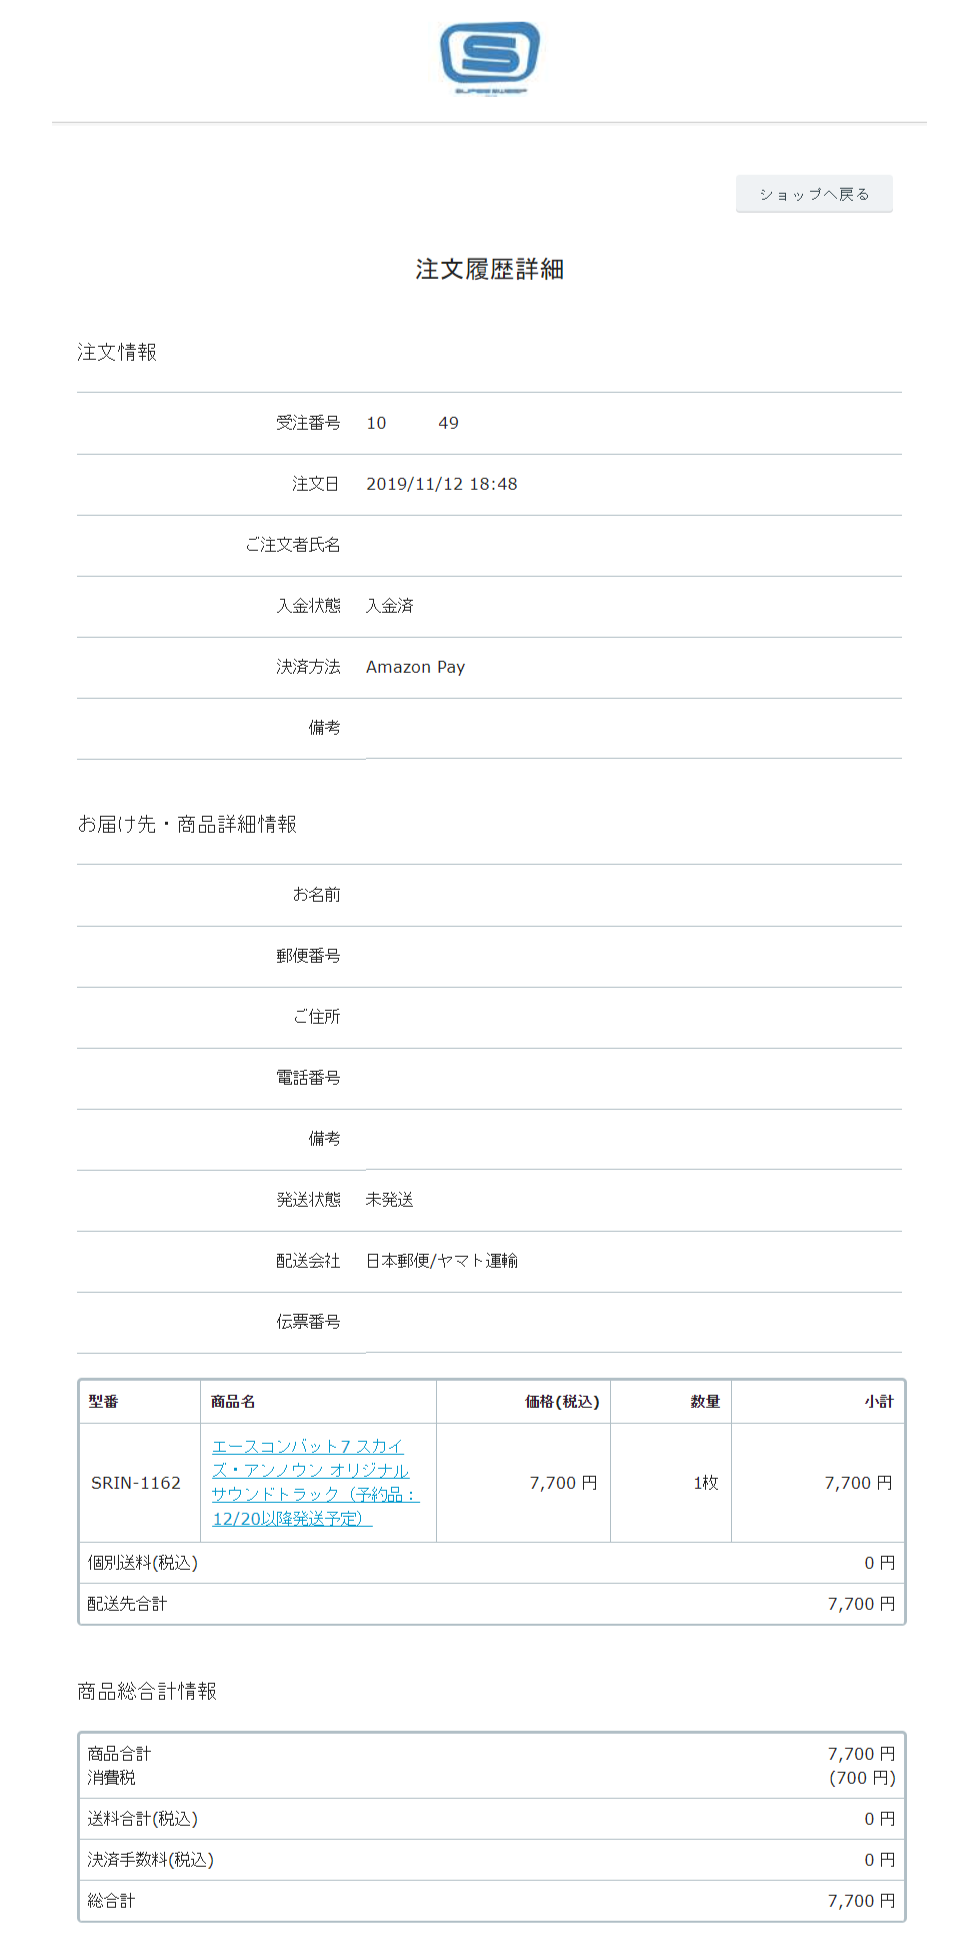 SUPER SWEEP
ショップへ戻る
注文履歴詳細
注文情報
受注番号 10 49
注文日 2019/11/12 18:48
ご注文者氏名
入金状態 入金済
決済方法 Amazon Pay
備考
お届け先・商品詳細情報
お名前
郵便番号
ご住所
電話番号
備考
発送状態 未発送
配送会社 日本郵便/ヤマト運輸
伝票番号
型番 商品名 価格(税込) 数量 小計
SRIN-1162 エースコンバット7 スカイ
ズ・アンノウン オリジナル
サウンドトラック（予約品：
12/20以降発送予定） 7,700 円 1枚 7,700 円
個別送料(税込) 0 円
配送先合計 7,700 円
商品総合計情報
商品合計 7,700 円
消費税 (700 円)
送料合計(税込) 0 円
決済手数料(税込) 0 円
総合計 7,700 円